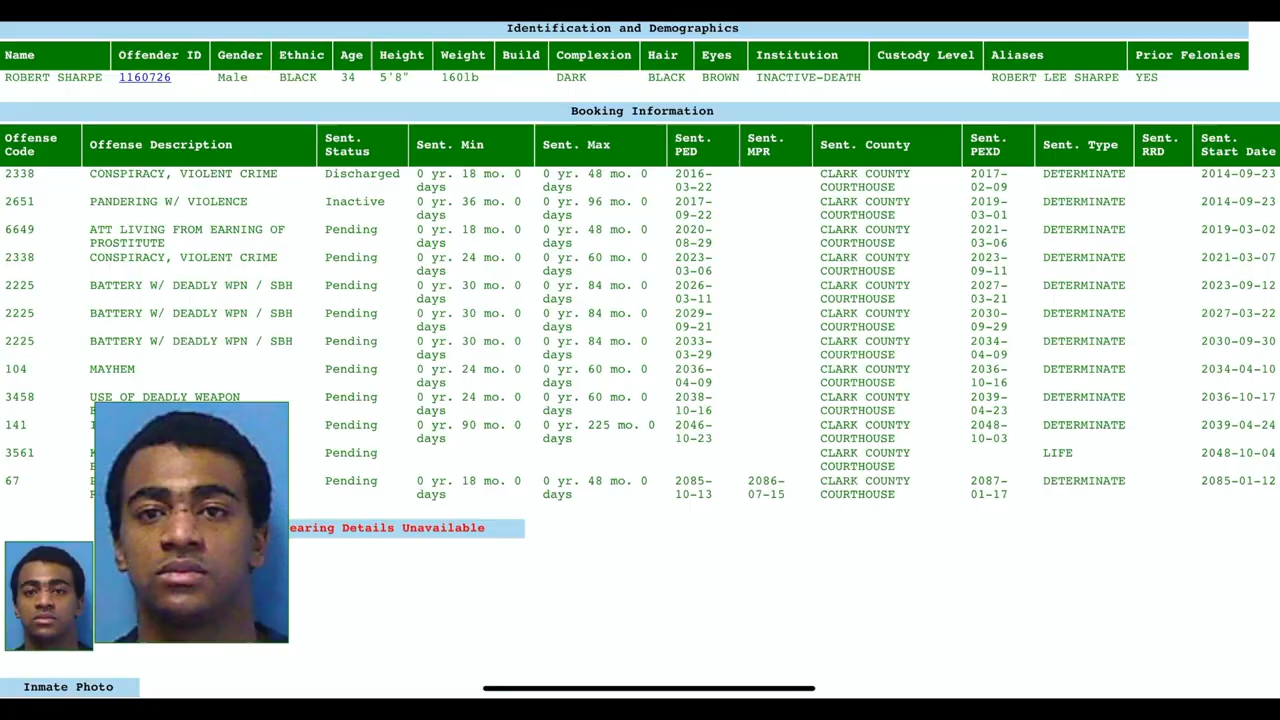 Identification and Demographics
Name Offender ID Gender Ethnic Age Height Weight Build Complexion Hair Eyes Institution Custody Level Aliases Prior Felonies
ROBERT SHARPE 1160726 Male BLACK 34 5'8" 160lb DARK BLACK BROWN INACTIVE-DEATH ROBERT LEE SHARPE YES
Booking Information
Offense Code Offense Description Sent. Status Sent. Min Sent. Max Sent. PED Sent. MPR Sent. County Sent. PEXD Sent. Type Sent. RRD Sent. Start Date
2338 CONSPIRACY, VIOLENT CRIME Discharged 0 yr. 18 mo. 0 days 0 yr. 48 mo. 0 days 2016-03-22 CLARK COUNTY COURTHOUSE 2017-02-09 DETERMINATE 2014-09-23
2651 PANDERING W/ VIOLENCE Inactive 0 yr. 36 mo. 0 days 0 yr. 96 mo. 0 days 2017-09-22 CLARK COUNTY COURTHOUSE 2019-03-01 DETERMINATE 2014-09-23
6649 ATT LIVING FROM EARNING OF PROSTITUTE Pending 0 yr. 18 mo. 0 days 0 yr. 48 mo. 0 days 2020-08-29 CLARK COUNTY COURTHOUSE 2021-03-06 DETERMINATE 2019-03-02
2338 CONSPIRACY, VIOLENT CRIME Pending 0 yr. 24 mo. 0 days 0 yr. 60 mo. 0 days 2023-03-06 CLARK COUNTY COURTHOUSE 2023-09-11 DETERMINATE 2021-03-07
2225 BATTERY W/ DEADLY WPN / SBH Pending 0 yr. 30 mo. 0 days 0 yr. 84 mo. 0 days 2026-03-11 CLARK COUNTY COURTHOUSE 2027-03-21 DETERMINATE 2023-09-12
2225 BATTERY W/ DEADLY WPN / SBH Pending 0 yr. 30 mo. 0 days 0 yr. 84 mo. 0 days 2029-09-21 CLARK COUNTY COURTHOUSE 2030-09-29 DETERMINATE 2027-03-22
2225 BATTERY W/ DEADLY WPN / SBH Pending 0 yr. 30 mo. 0 days 0 yr. 84 mo. 0 days 2033-03-29 CLARK COUNTY COURTHOUSE 2034-04-09 DETERMINATE 2030-09-30
104 MAYHEM Pending 0 yr. 24 mo. 0 days 0 yr. 60 mo. 0 days 2036-04-09 CLARK COUNTY COURTHOUSE 2036-10-16 DETERMINATE 2034-04-10
3458 USE OF DEADLY WEAPON Pending 0 yr. 24 mo. 0 days 0 yr. 60 mo. 0 days 2038-10-16 CLARK COUNTY COURTHOUSE 2039-04-23 DETERMINATE 2036-10-17
141 Pending 0 yr. 90 mo. 0 days 0 yr. 225 mo. 0 days 2046-10-23 CLARK COUNTY COURTHOUSE 2048-10-03 DETERMINATE 2039-04-24
3561 Pending CLARK COUNTY COURTHOUSE LIFE 2048-10-04
67 Pending 0 yr. 18 mo. 0 days 0 yr. 48 mo. 0 days 2085-10-13 2086-07-15 CLARK COUNTY COURTHOUSE 2087-01-17 DETERMINATE 2085-01-12
earing Details Unavailable
Inmate Photo